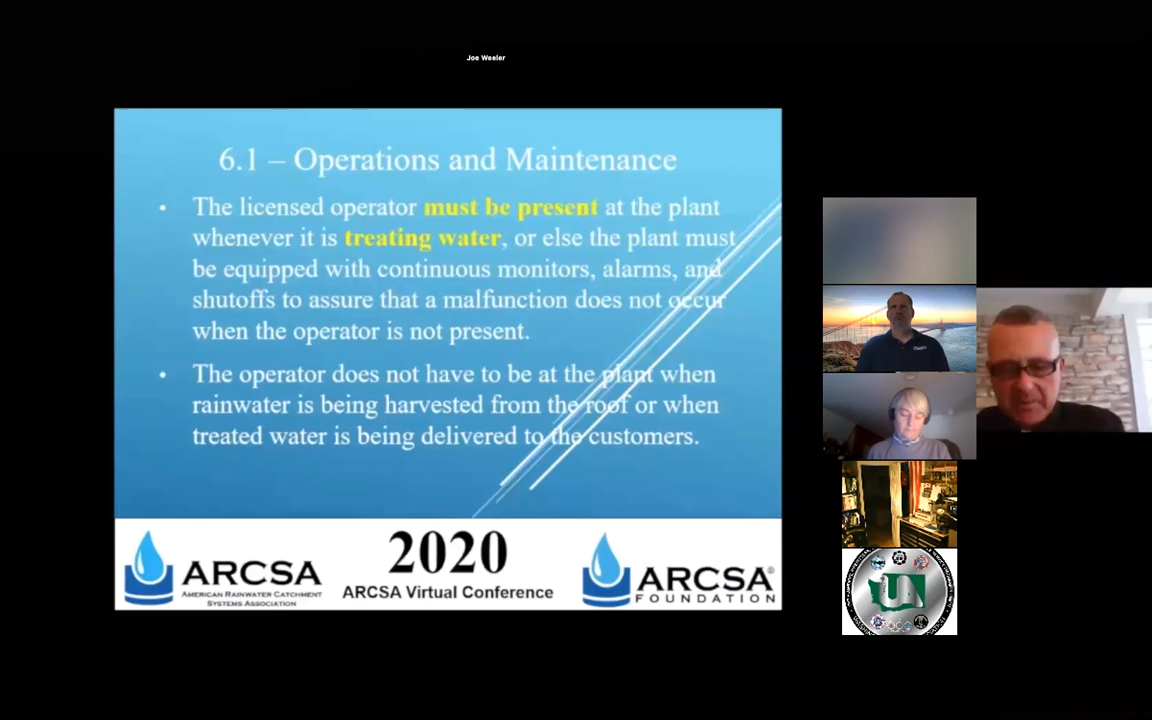 Joe Weeler
6.1 – Operations and Maintenance
• The licensed operator must be present at the plant
whenever it is treating water, or else the plant must
be equipped with continuous monitors, alarms, and
shutoffs to assure that a malfunction does not occur
when the operator is not present.
• The operator does not have to be at the plant when
rainwater is being harvested from the roof or when
treated water is being delivered to the customers.
ARCSA
AMERICAN RAINWATER CATCHMENT
SYSTEMS ASSOCIATION
2020
ARCSA Virtual Conference
ARCSA®
FOUNDATION